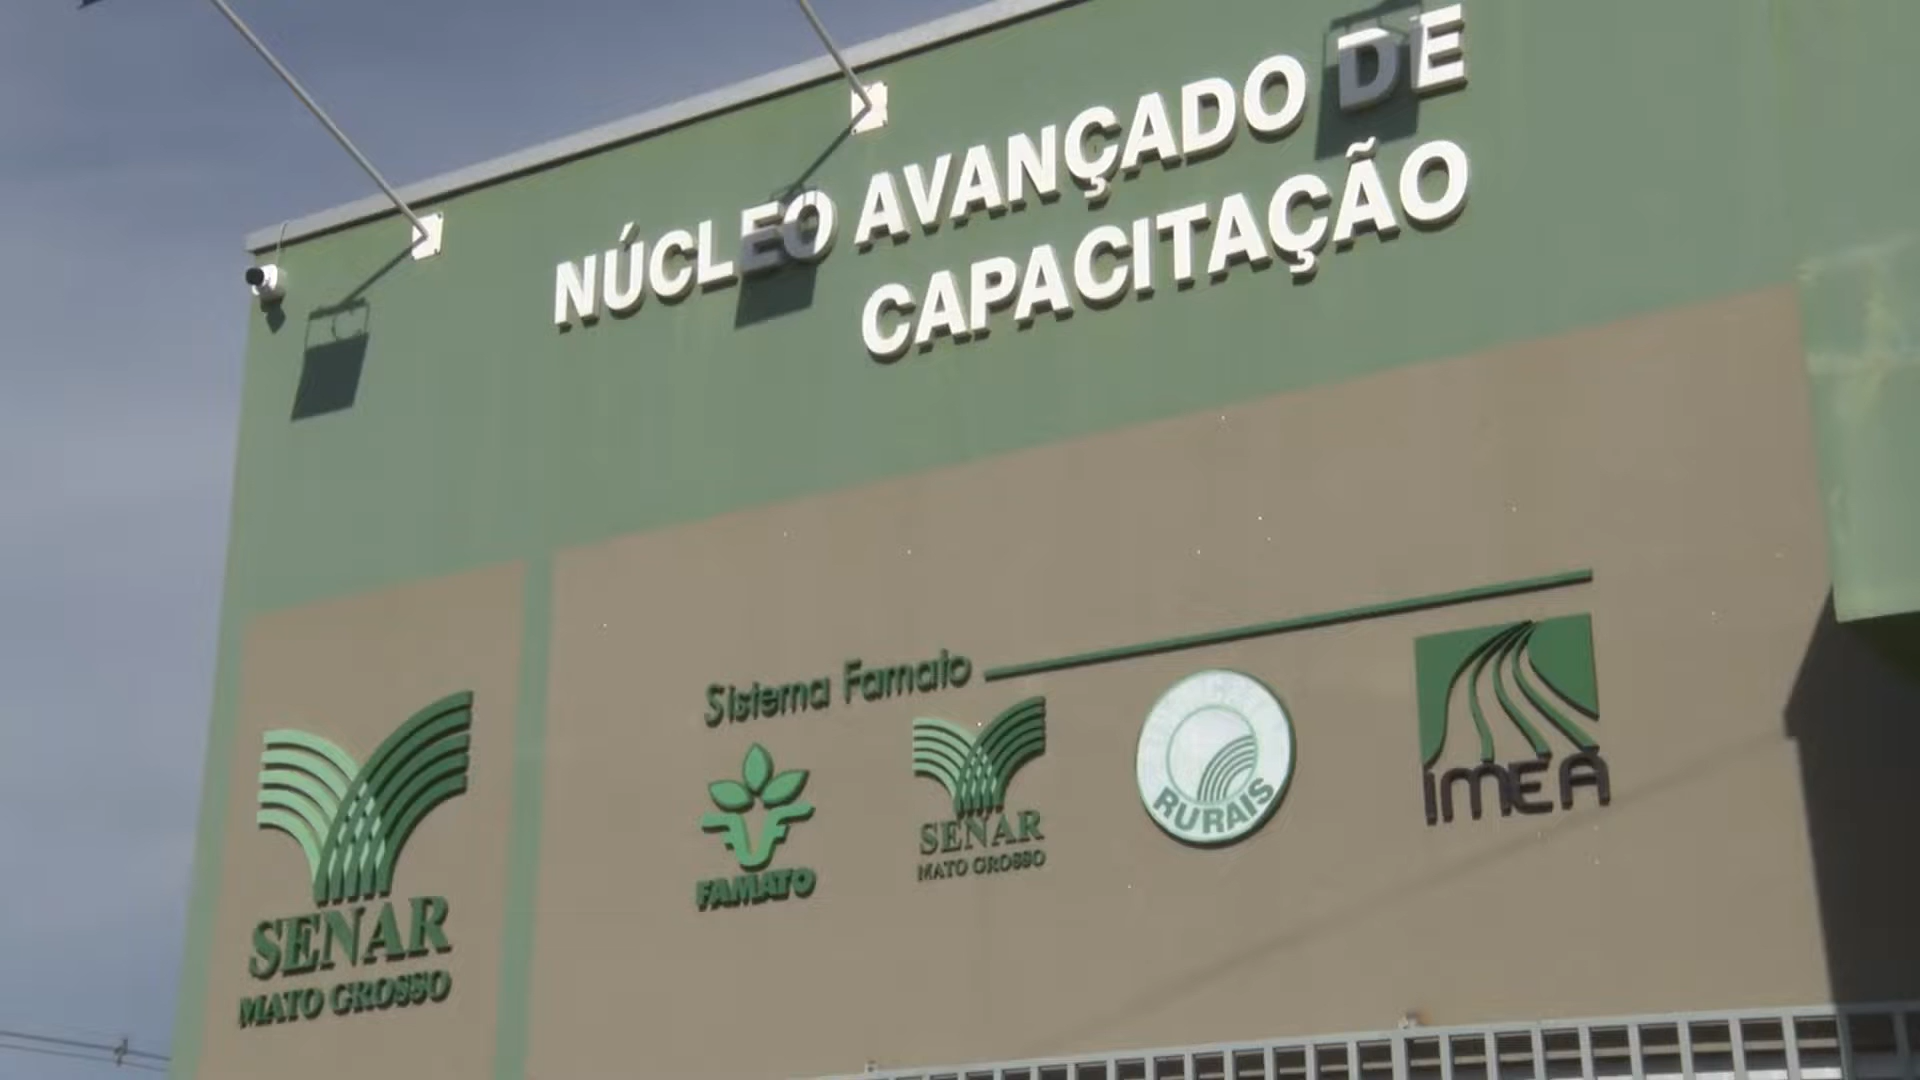 NÚCLEO AVANÇADO DE
CAPACITAÇÃO
Sistema Famato
SENAR
MATO GROSSO
FAMATO
SENAR
MATO GROSSO
RURAIS
IMEA